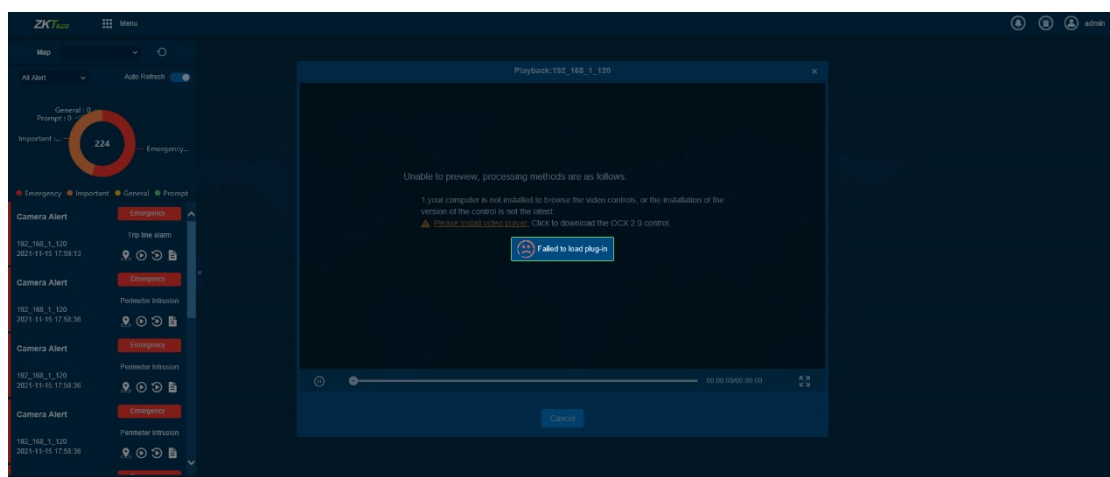 ZKTeco
Menu
admin
Map
All Alert
Auto Refresh
General : 0
Prompt : 0
Important :...
224
Emergency...
Emergency Important General Prompt
Camera Alert
Emergency
Trip line alarm
192_168_1_120
2021-11-15 17:59:13
Camera Alert
Emergency
Perimeter Intrusion
192_168_1_120
2021-11-15 17:58:36
Camera Alert
Emergency
Perimeter Intrusion
192_168_1_120
2021-11-15 17:58:36
Camera Alert
Emergency
Perimeter Intrusion
192_168_1_120
2021-11-15 17:58:36
Playback:192_168_1_120
Unable to preview, processing methods are as follows:
1.your computer is not installed to browse the video controls, or the installation of the
version of the control is not the latest.
Please install video player. Click to download the OCX 2.0 control.
Failed to load plug-in
00:00:00/00:00:00
Cancel